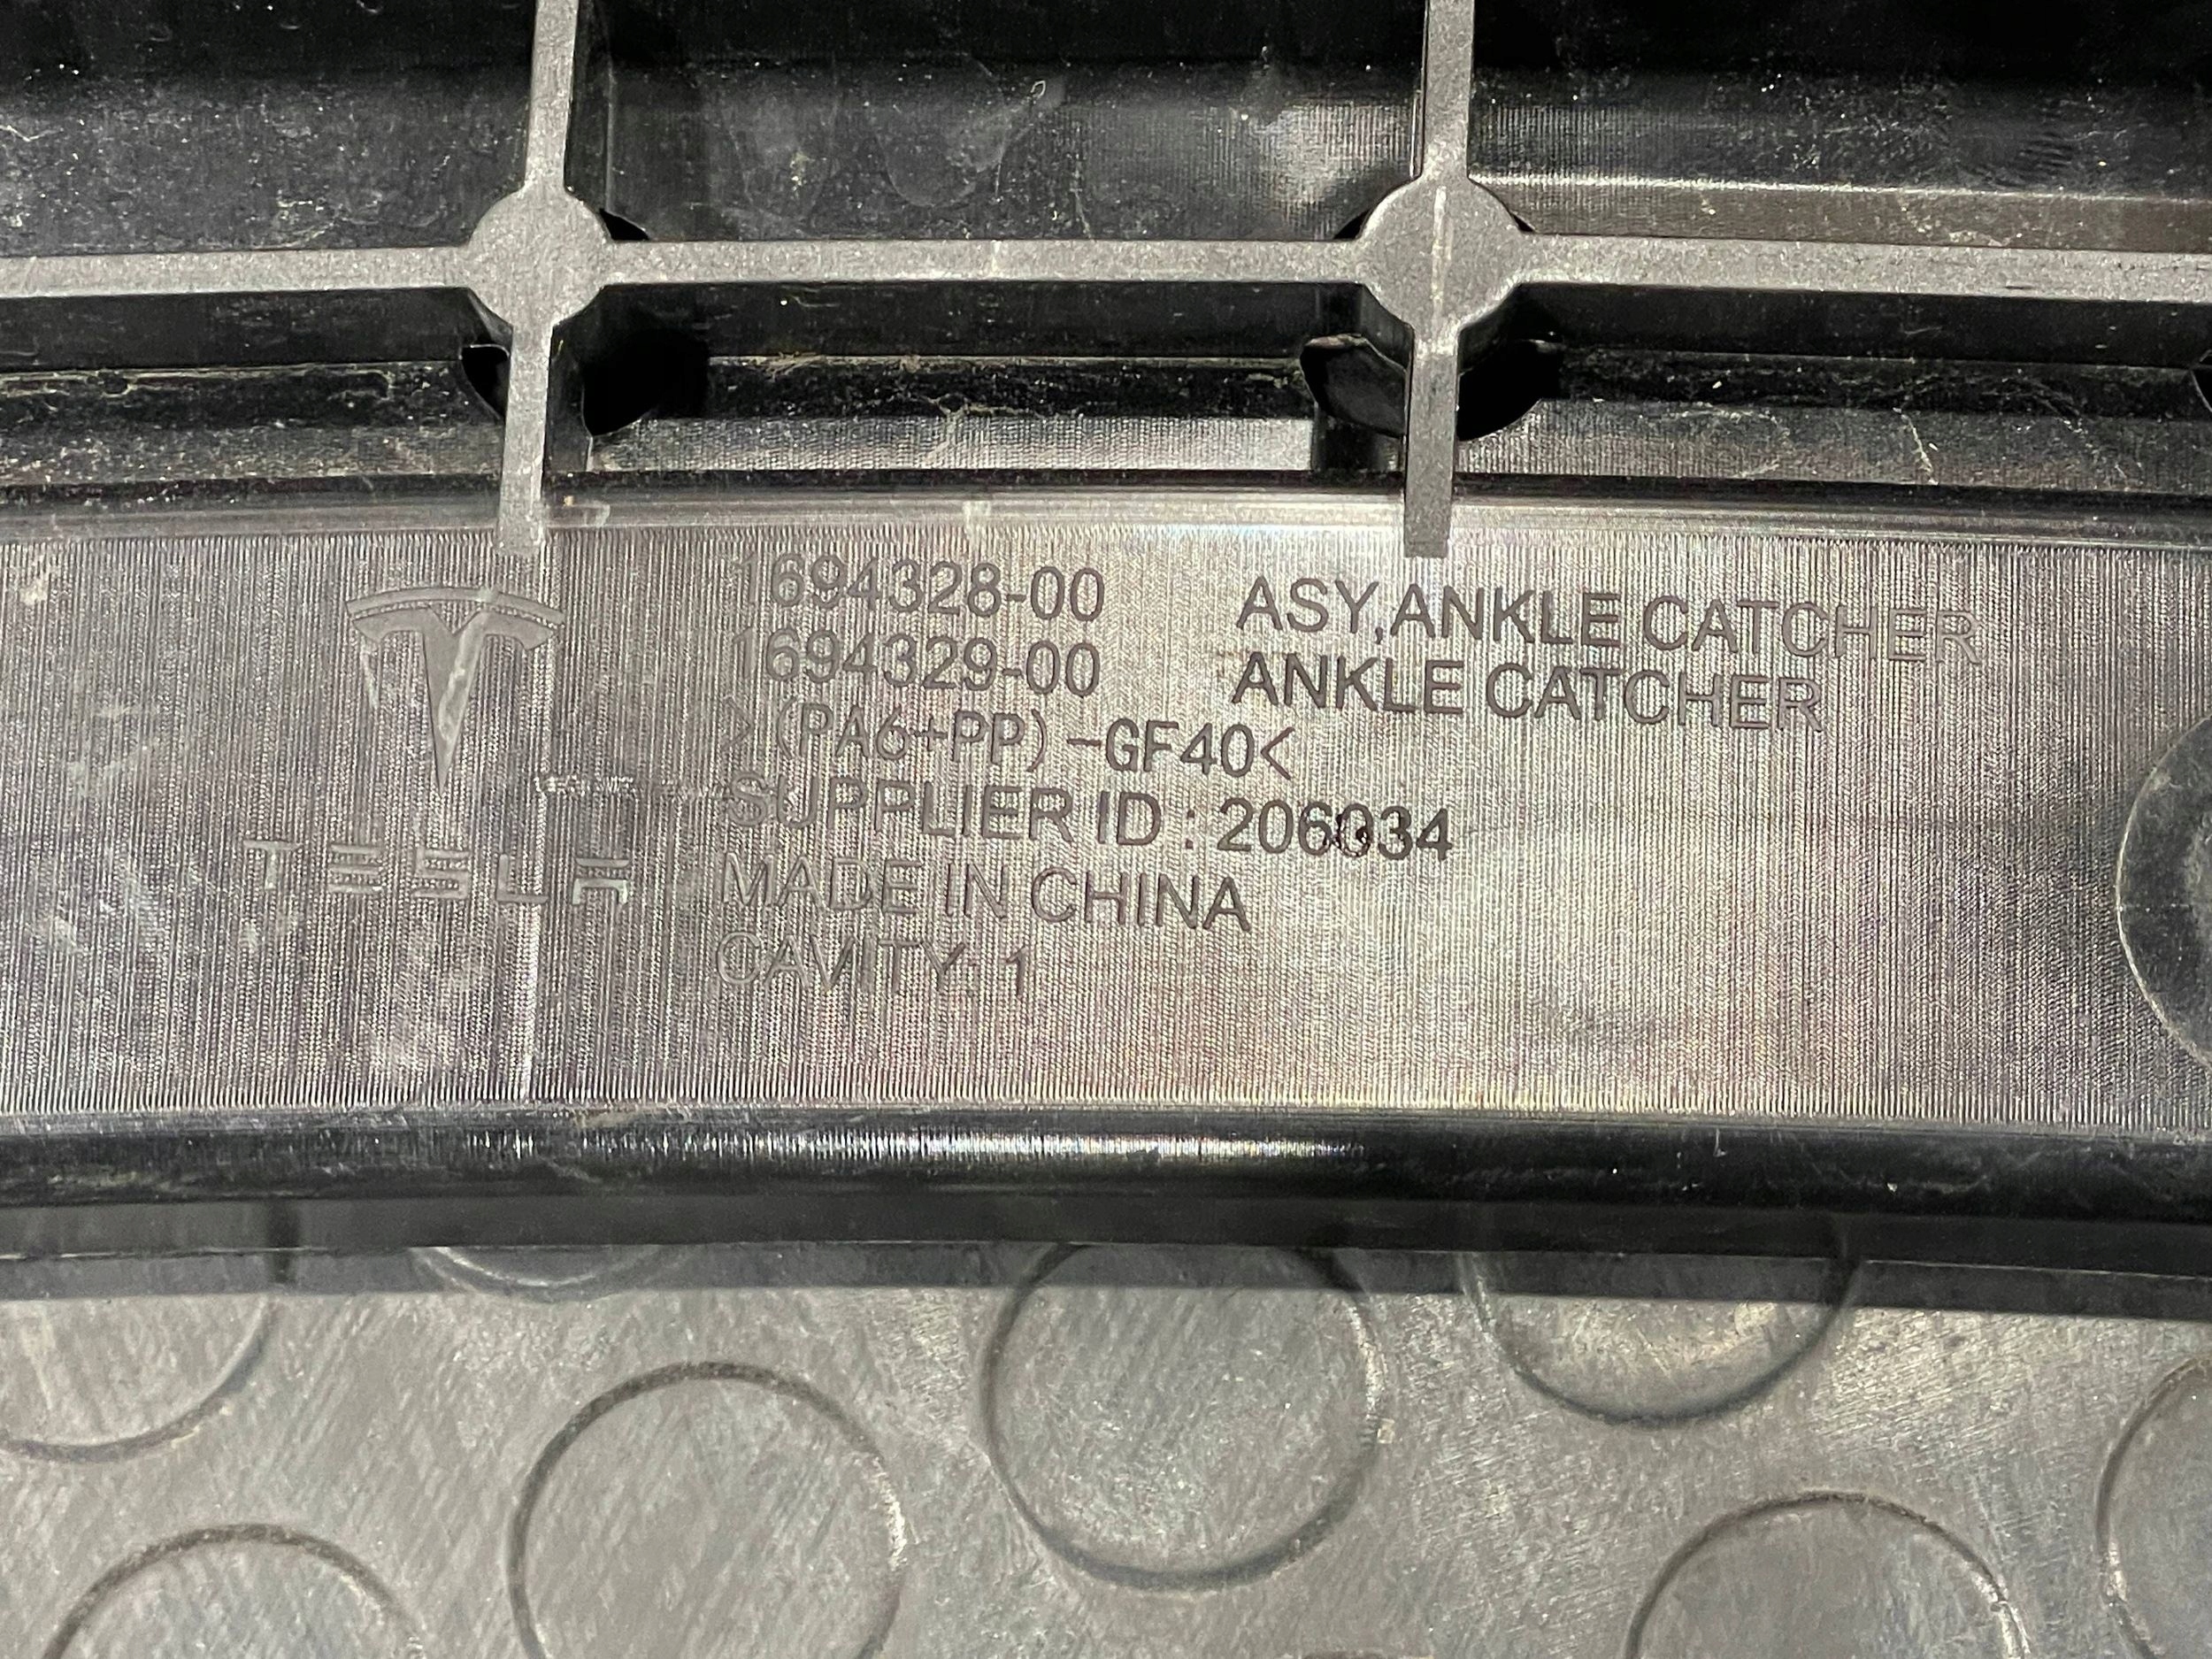 1694328-00 ASY,ANKLE CATCHER
1694329-00 ANKLE CATCHER
>(PA6+PP)-GF40<
SUPPLIER ID : 206034
MADE IN CHINA
CAVITY: 1
TESLA